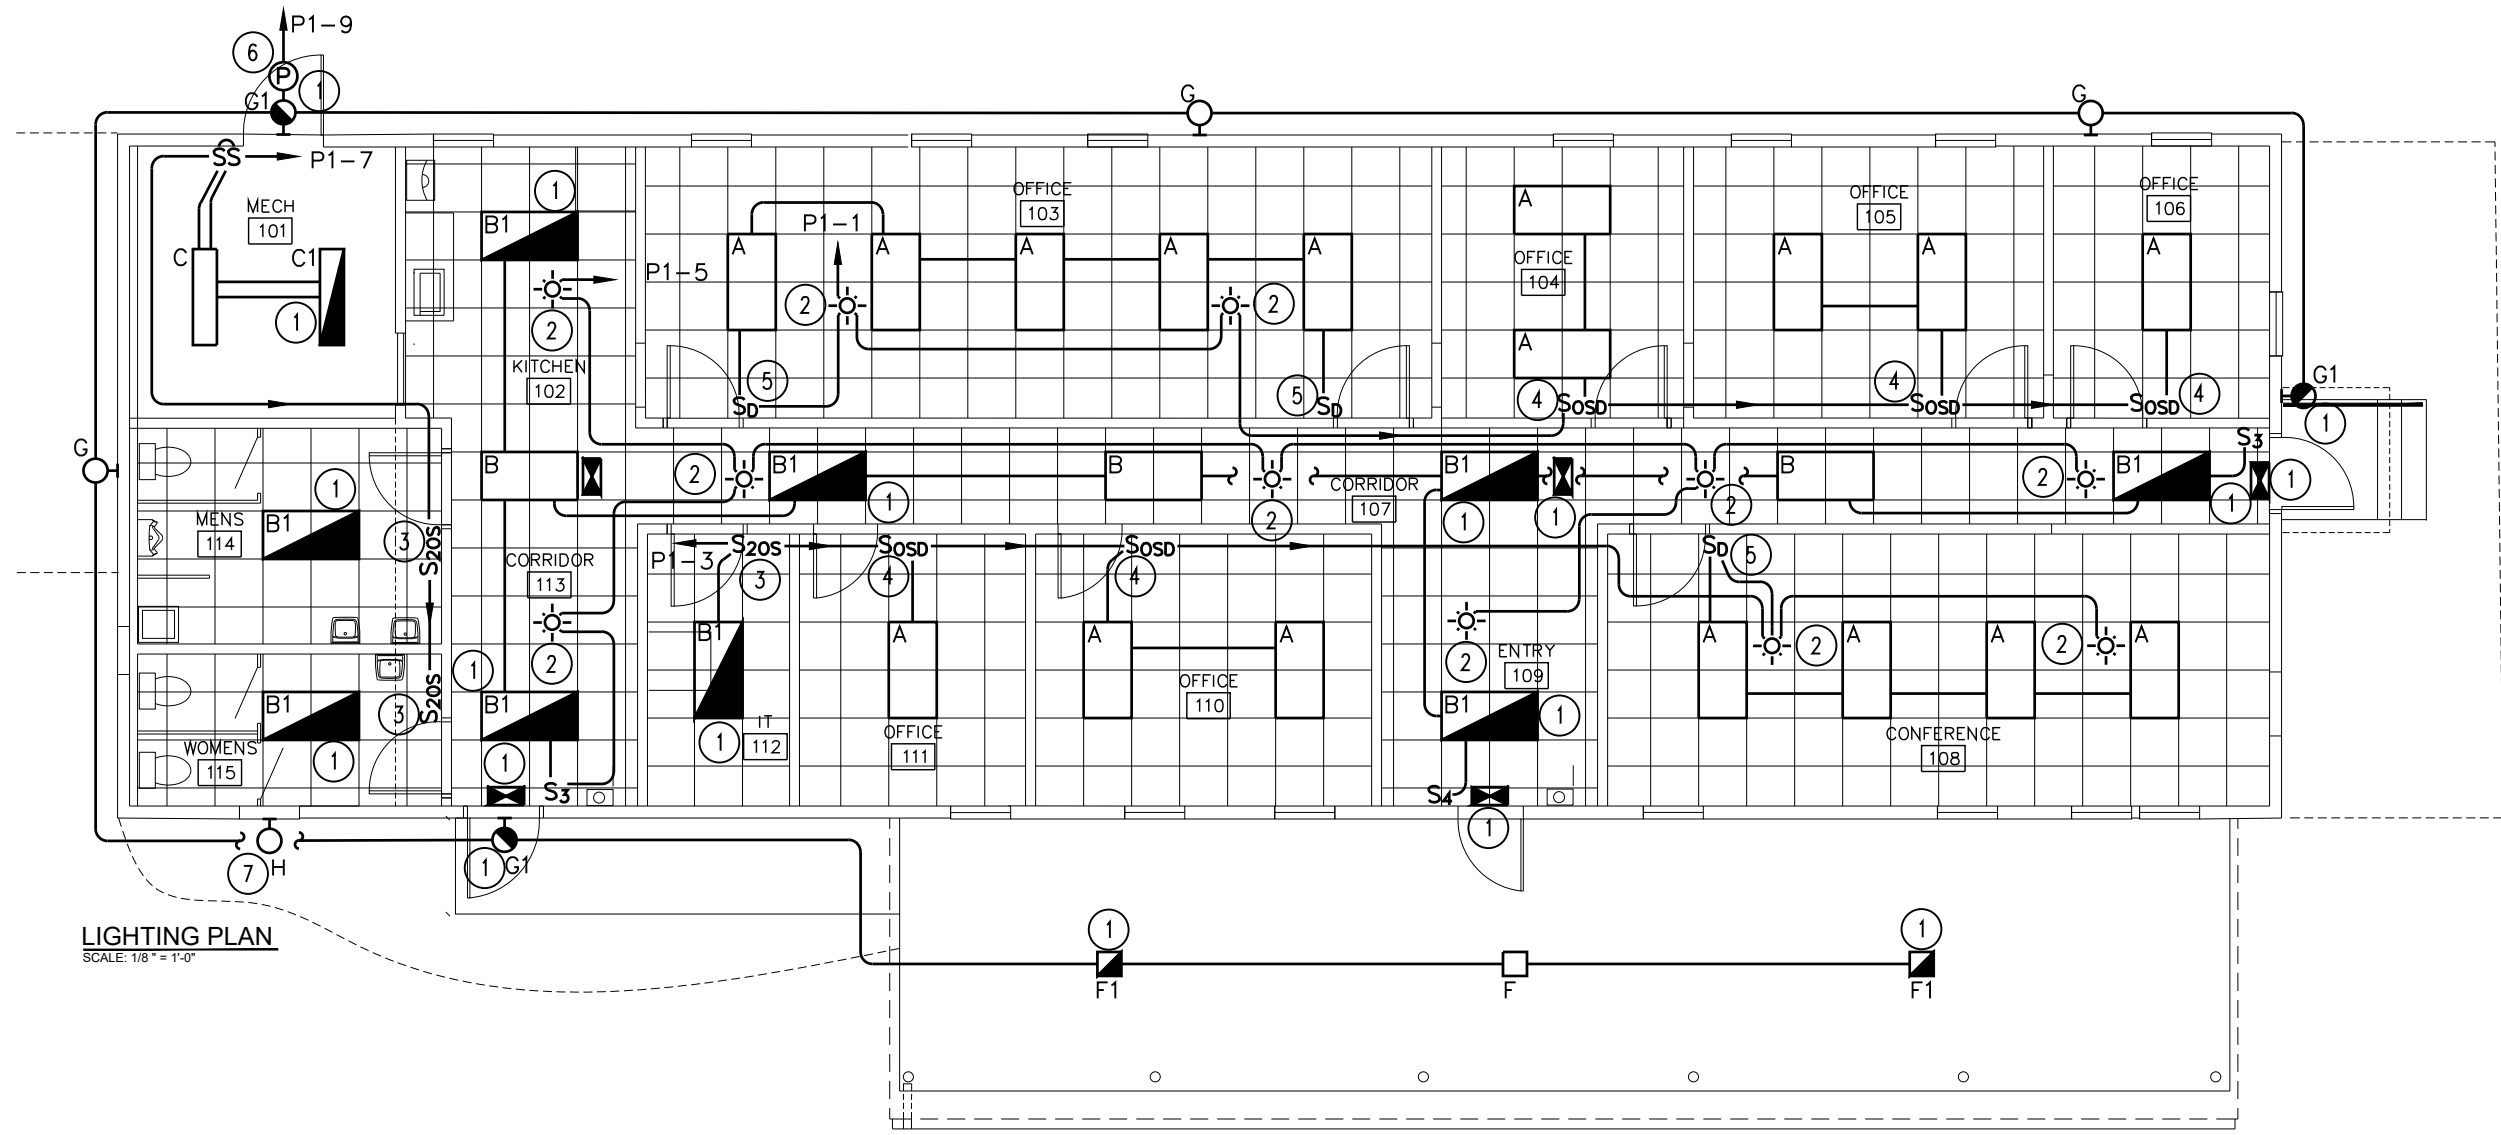 P1-9
6
P
1
G1
G
G
SS
P1-7
MECH
101
C
C1
1
1
B1
P1-5
2
KITCHEN
102
OFFICE
103
P1-1
A
A
A
A
A
2
2
5
SD
5
SD
A
OFFICE
104
A
4
SOSD
OFFICE
105
A
A
4
SOSD
OFFICE
106
A
4
SOSD
G1
1
G
B
2
B1
1
B
2
CORRIDOR
107
B1
1
1
2
B
2
B1
1
S3
1
1
MENS
114
B1
3
S2OS
CORRIDOR
113
2
P1-3
S2OS
3
SOSD
4
SOSD
4
SD
5
1
WOMENS
115
B1
1
3
S2OS
B1
1
S3
B1
1
IT
112
A
OFFICE
111
A
OFFICE
110
A
2
ENTRY
109
B1
1
S4
1
A
2
A
A
2
A
CONFERENCE
108
7
H
1
G1
LIGHTING PLAN
SCALE: 1/8 " = 1'-0"
1
F1
F
1
F1